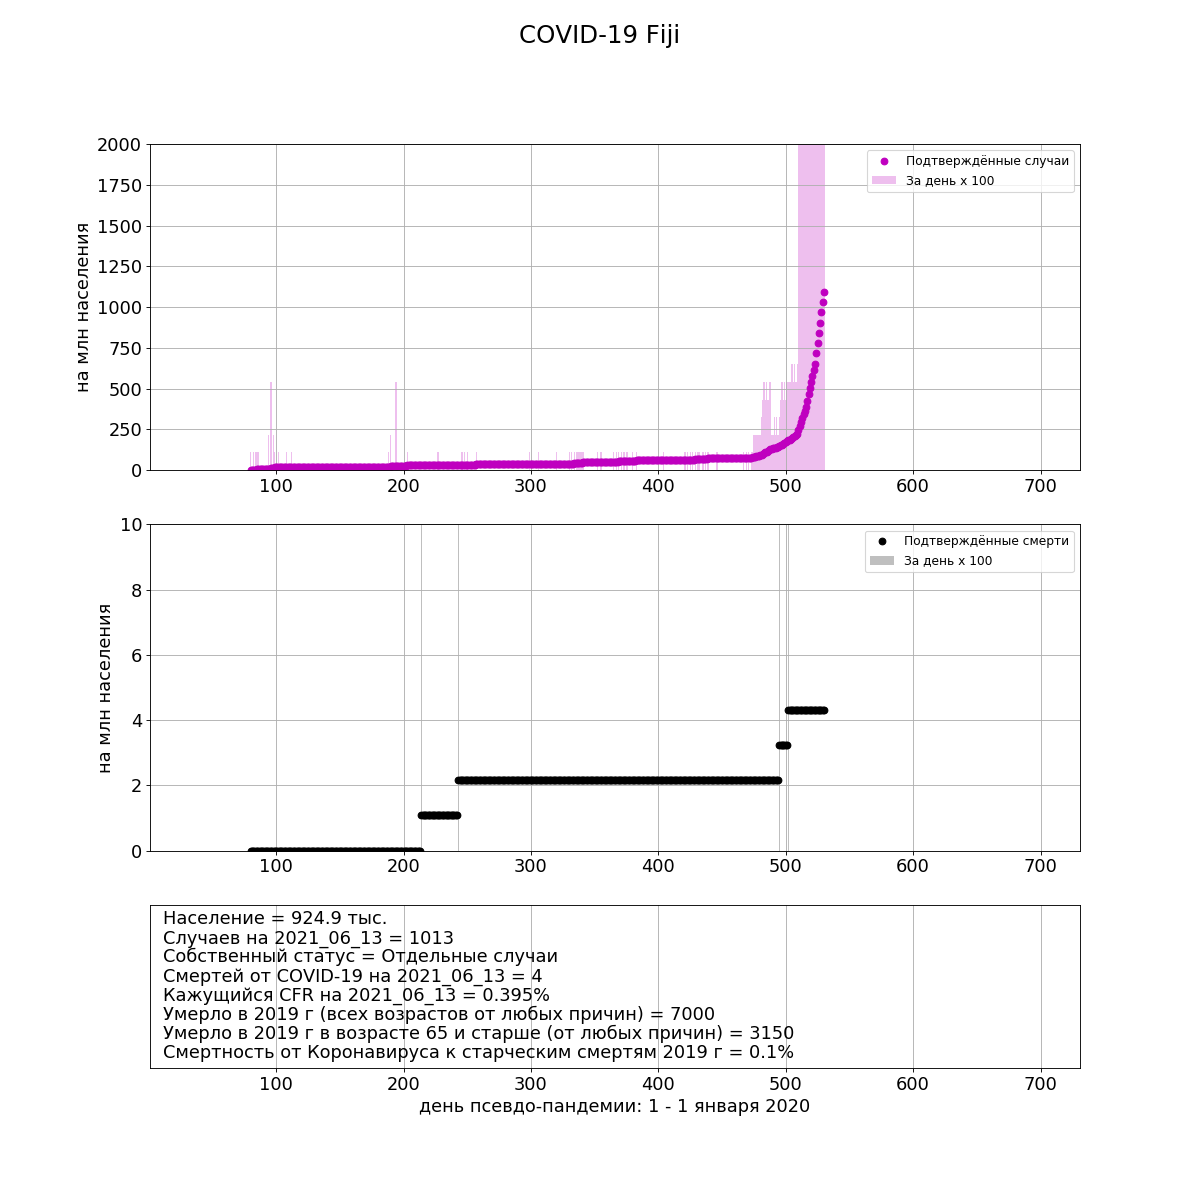 COVID-19 Fiji
2000
1750
1500
1250
1000
750
500
250
0
на млн населения
Подтверждённые случаи
За день x 100
100 200 300 400 500 600 700
10
8
6
4
2
0
на млн населения
Подтверждённые смерти
За день x 100
100 200 300 400 500 600 700
Население = 924.9 тыс.
Случаев на 2021_06_13 = 1013
Собственный статус = Отдельные случаи
Смертей от COVID-19 на 2021_06_13 = 4
Кажущийся CFR на 2021_06_13 = 0.395%
Умерло в 2019 г (всех возрастов от любых причин) = 7000
Умерло в 2019 г в возрасте 65 и старше (от любых причин) = 3150
Смертность от Коронавируса к старческим смертям 2019 г = 0.1%
100 200 300 400 500 600 700
день псевдо-пандемии: 1 - 1 января 2020